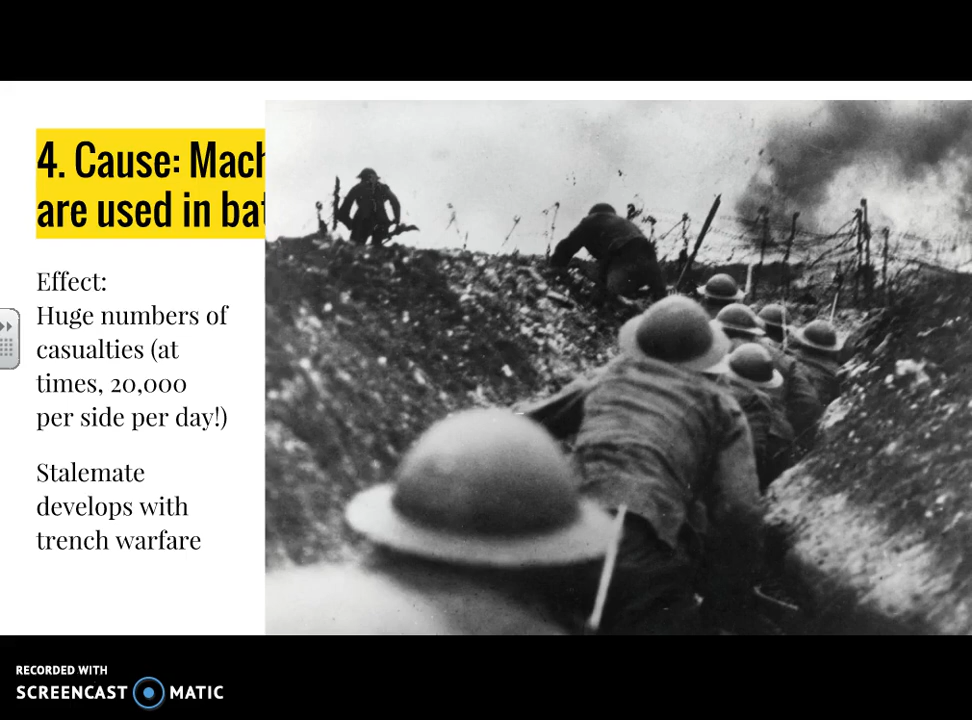 4. Cause: Mach
are used in bat
Effect:
Huge numbers of
casualties (at
times, 20,000
per side per day!)
Stalemate
develops with
trench warfare
RECORDED WITH
SCREENCAST MATIC